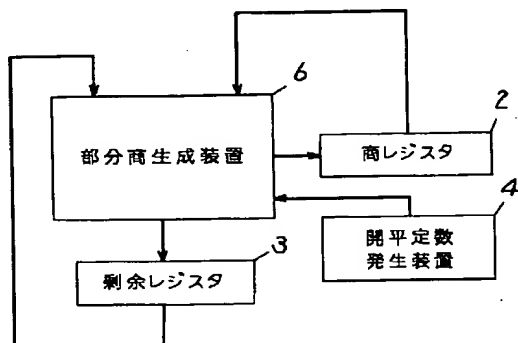 6
2
部分商生成装置
商レジスタ
4
開平定数
発生装置
3
剰余レジスタ